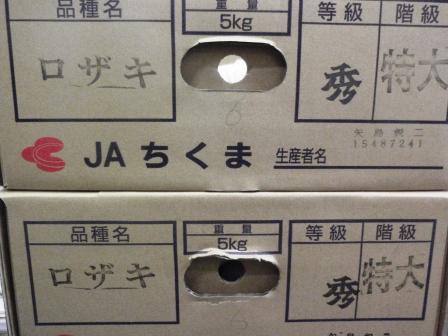 品種名 重量 等級 階級
ロザキ 5kg 秀 特大
6
JAちくま 生産者名
15487241
品種名 重量 等級 階級
ロザキ 5kg 秀 特大